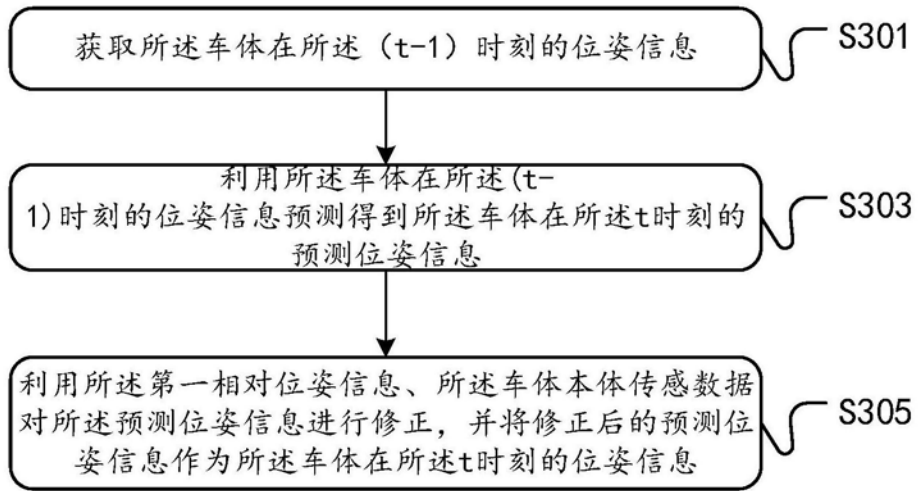 获取所述车体在所述（t-1）时刻的位姿信息
S301
利用所述车体在所述(t-
1)时刻的位姿信息预测得到所述车体在所述t时刻的
预测位姿信息
S303
利用所述第一相对位姿信息、所述车体本体传感数据
对所述预测位姿信息进行修正，并将修正后的预测位
姿信息作为所述车体在所述t时刻的位姿信息
S305